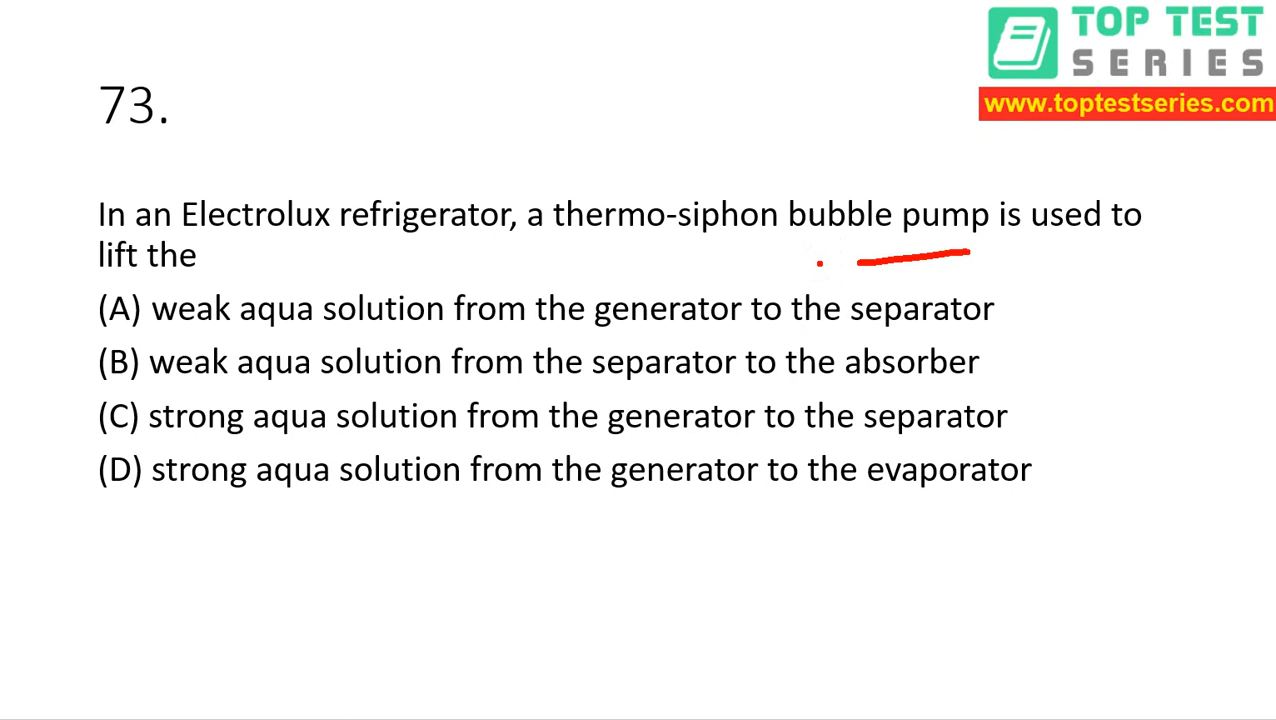 TOP TEST
SERIES
www.toptestseries.com
73.
In an Electrolux refrigerator, a thermo-siphon bubble pump is used to
lift the
(A) weak aqua solution from the generator to the separator
(B) weak aqua solution from the separator to the absorber
(C) strong aqua solution from the generator to the separator
(D) strong aqua solution from the generator to the evaporator